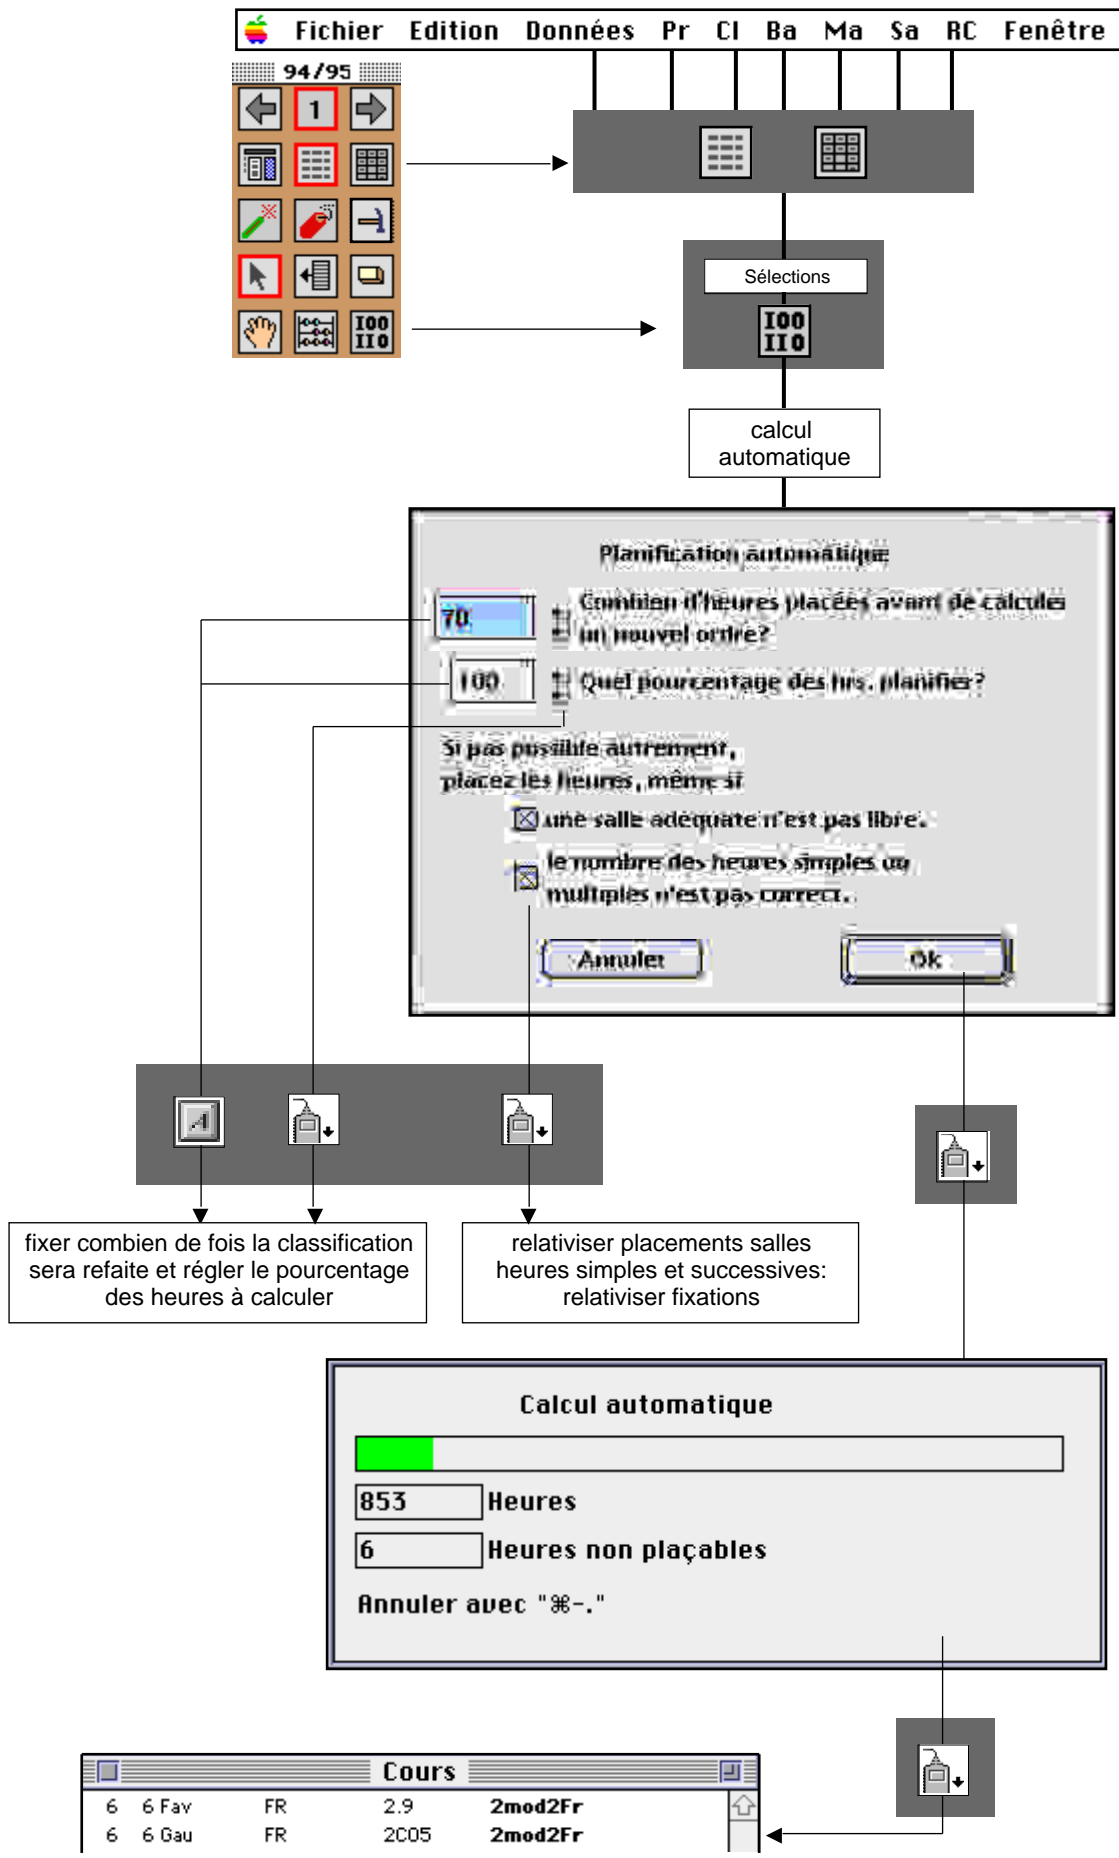 Fichier Edition Données Pr Cl Ba Ma Sa RC Fenêtre
94/95
1
Sélections
I00
II0
I00
II0
calcul
automatique
Planification automatique
70
Combien d'heures placées avant de calculer
un nouvel ordre?
100
Quel pourcentage des hrs. planifier?
Si pas possible autrement,
placez les heures, même si
une salle adéquate n'est pas libre.
le nombre des heures simples ou
multiples n'est pas correct.
Annuler Ok
A
fixer combien de fois la classification
sera refaite et régler le pourcentage
des heures à calculer
relativiser placements salles
heures simples et successives:
relativiser fixations
Calcul automatique
853 Heures
6 Heures non plaçables
Annuler avec "⌘-."
Cours
6 6 Fav FR 2.9 2mod2Fr
6 6 Gau FR 2C05 2mod2Fr